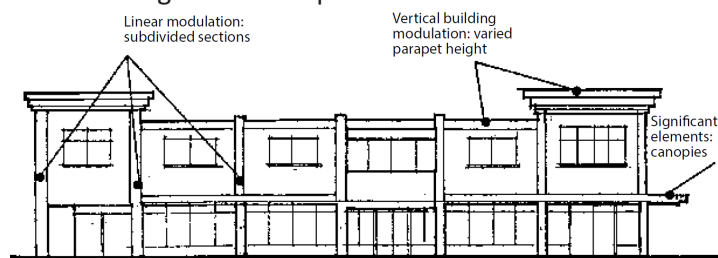 Linear modulation:
subdivided sections
Vertical building
modulation: varied
parapet height
Significant
elements:
canopies